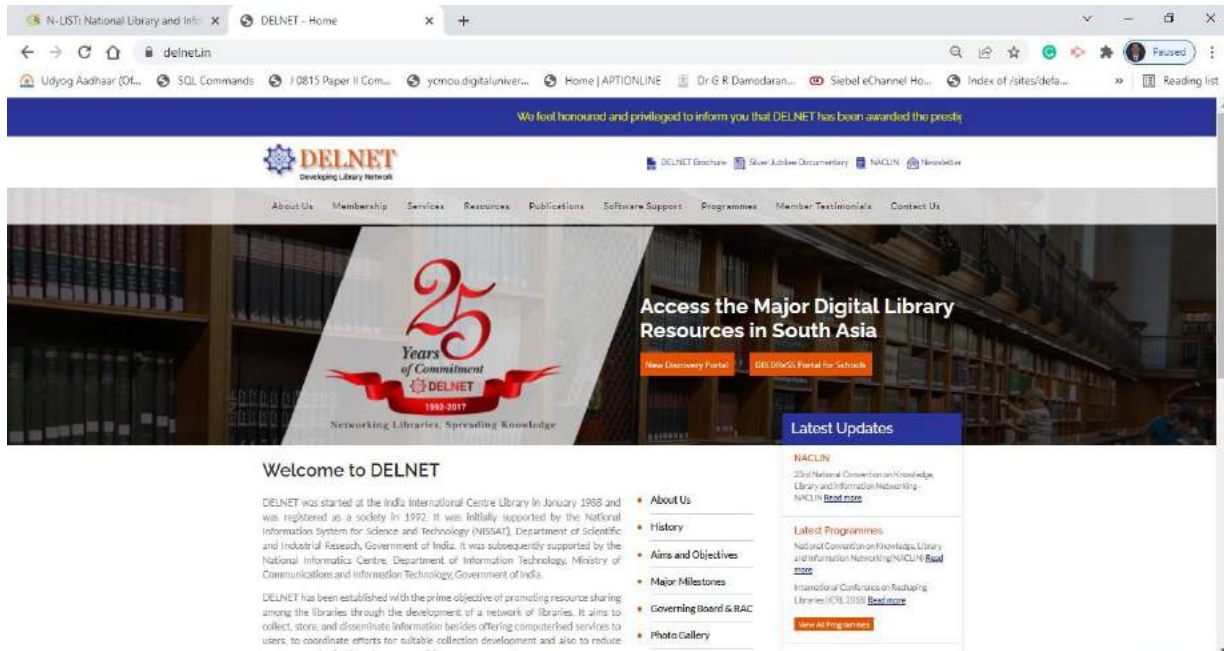 N-LIST: National Library and Info
DELNET - Home
delnet.in
Paused
Udyog Aadhaar (Of...
SQL Commands
J 0815 Paper II Com...
ycmou.digitaluniver...
Home | APTIONLINE
Dr G R Damodaran...
Siebel eChannel Ho...
Index of /sites/defa...
»
Reading list
We feel honoured and privileged to inform you that DELNET has been awarded the prestig
DELNET
Developing Library Network
DELNET Brochure
Silver Jubilee Documentary
NACLIN
Newsletter
About Us
Membership
Services
Resources
Publications
Software Support
Programmes
Member Testimonials
Contact Us
25
Years
of Commitment
DELNET
1992-2017
Networking Libraries, Spreading Knowledge
Access the Major Digital Library
Resources in South Asia
New Discovery Portal
DELDReSS Portal for Schools
Welcome to DELNET
DELNET was started at the India International Centre Library in January 1988 and
was registered as a society in 1992. It was initially supported by the National
Information System for Science and Technology (NISSAT), Department of Scientific
and Industrial Reseach, Government of India. It was subsequently supported by the
National Informatics Centre, Department of Information Technology, Ministry of
Communications and Information Technology, Government of India.
DELNET has been established with the prime objective of promoting resource sharing
among the libraries through the development of a network of libraries. It aims to
collect, store, and disseminate information besides offering computerised services to
users, to coordinate efforts for suitable collection development and also to reduce
About Us
History
Aims and Objectives
Major Milestones
Governing Board & RAC
Photo Gallery
Latest Updates
NACLIN
23rd National Convention on Knowledge,
Library and Information Networking -
NACLIN Read more
Latest Programmes
National Convention on Knowledge, Library
and Information Networking (NACLIN) Read
more
International Conference on Reshaping
Libraries (ICRL 2018) Read more
View All Programmes